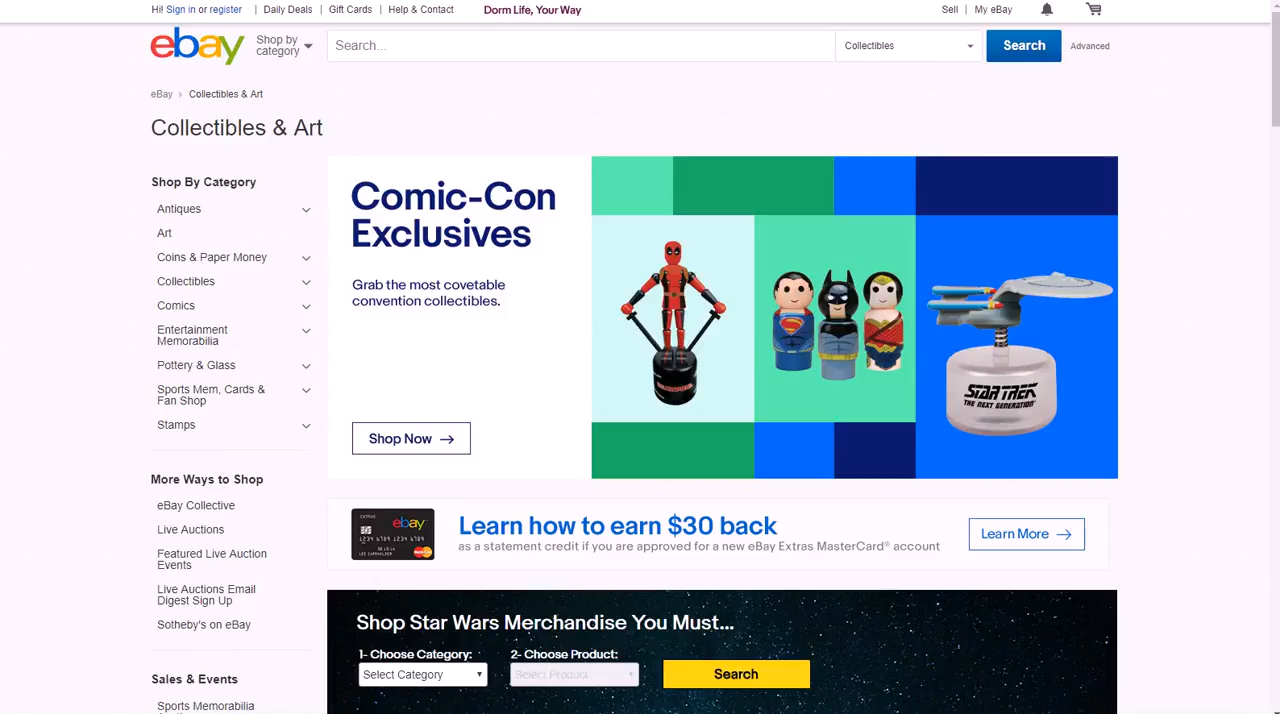 Hi! Sign in or register | Daily Deals | Gift Cards | Help & Contact Dorm Life, Your Way Sell | My eBay
ebay Shop by category Search... Collectibles Search Advanced
eBay › Collectibles & Art
Collectibles & Art
Shop By Category
Antiques
Art
Coins & Paper Money
Collectibles
Comics
Entertainment
Memorabilia
Pottery & Glass
Sports Mem, Cards &
Fan Shop
Stamps
More Ways to Shop
eBay Collective
Live Auctions
Featured Live Auction
Events
Live Auctions Email
Digest Sign Up
Sotheby's on eBay
Sales & Events
Sports Memorabilia
Comic-Con
Exclusives
Grab the most covetable
convention collectibles.
Shop Now →
STAR TREK
THE NEXT GENERATION
EXTRAS
ebay
MasterCard
Learn how to earn $30 back
as a statement credit if you are approved for a new eBay Extras MasterCard® account
Learn More →
Shop Star Wars Merchandise You Must...
1- Choose Category: 2- Choose Product:
Select Category Select Product Search